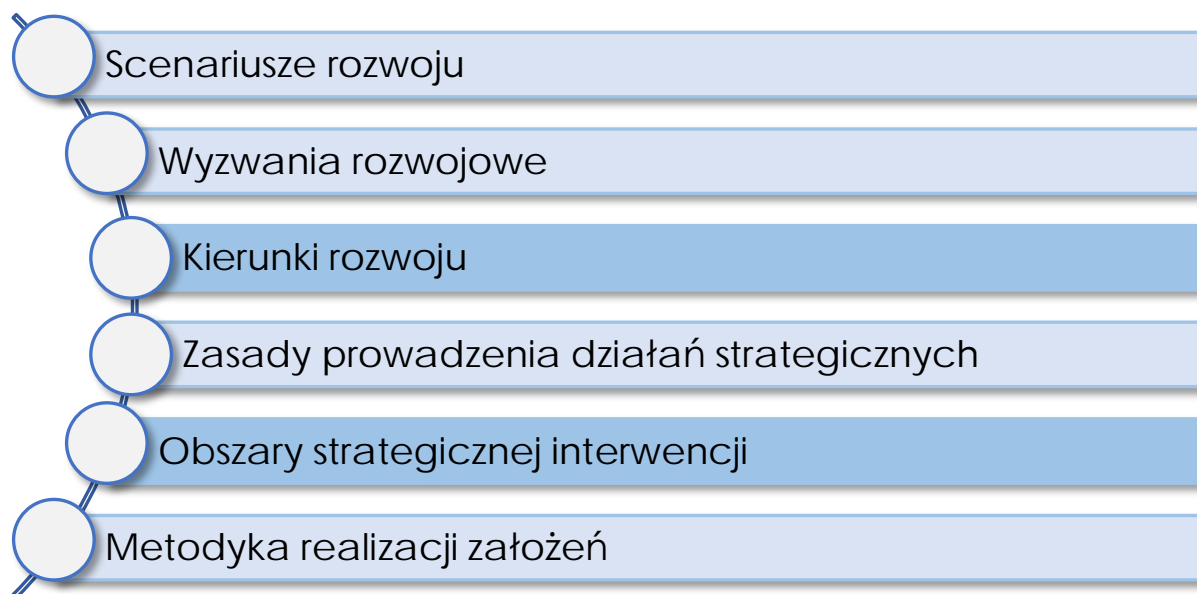 Scenariusze rozwoju
Wyzwania rozwojowe
Kierunki rozwoju
Zasady prowadzenia działań strategicznych
Obszary strategicznej interwencji
Metodyka realizacji założeń